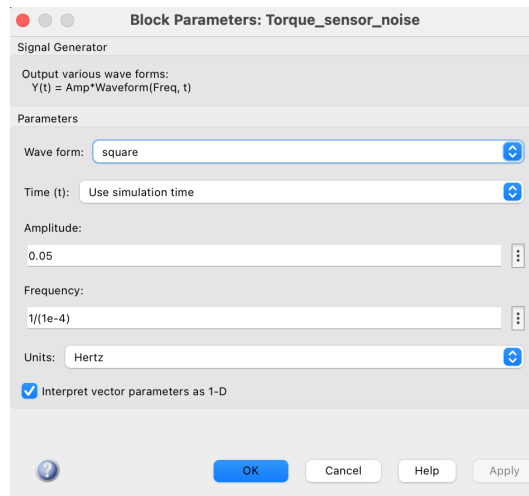 Block Parameters: Torque_sensor_noise
Signal Generator
Output various wave forms:
Y(t) = Amp*Waveform(Freq, t)
Parameters
Wave form: square
Time (t): Use simulation time
Amplitude:
0.05
Frequency:
1/(1e-4)
Units: Hertz
Interpret vector parameters as 1-D
? OK Cancel Help Apply